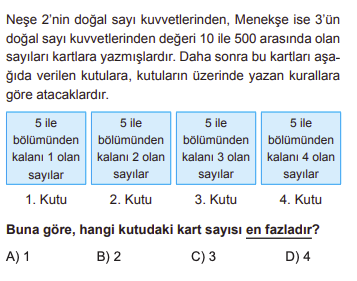 Neşe 2'nin doğal sayı kuvvetlerinden, Menekşe ise 3'ün
doğal sayı kuvvetlerinden değeri 10 ile 500 arasında olan
sayıları kartlara yazmışlardır. Daha sonra bu kartları aşa-
ğıda verilen kutulara, kutuların üzerinde yazan kurallara
göre atacaklardır.
5 ile
bölümünden
kalanı 1 olan
sayılar
5 ile
bölümünden
kalanı 2 olan
sayılar
5 ile
bölümünden
kalanı 3 olan
sayılar
5 ile
bölümünden
kalanı 4 olan
sayılar
1. Kutu 2. Kutu 3. Kutu 4. Kutu
Buna göre, hangi kutudaki kart sayısı en fazladır?
A) 1 B) 2 C) 3 D) 4